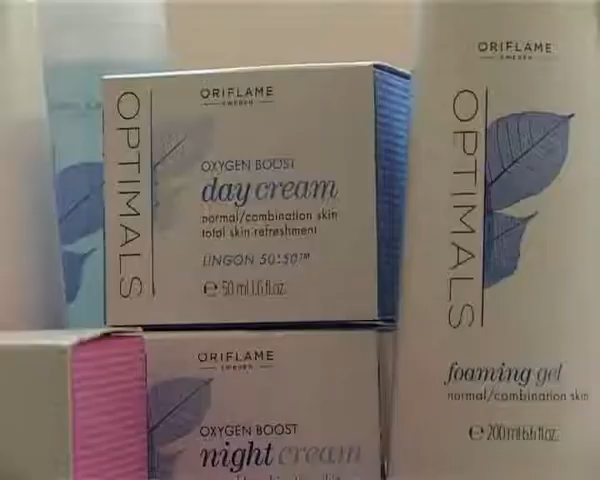 ORIFLAME
SWEDEN
OPTIMALS
OXYGEN BOOST
day cream
normal/combination skin
total skin refreshment
LINGON 50:50™
℮ 50 ml 1.6 fl.oz.
ORIFLAME
SWEDEN
OXYGEN BOOST
night cream
ORIFLAME
SWEDEN
OPTIMALS
foaming gel
normal/combination skin
℮ 200 ml 6.6 fl.oz.